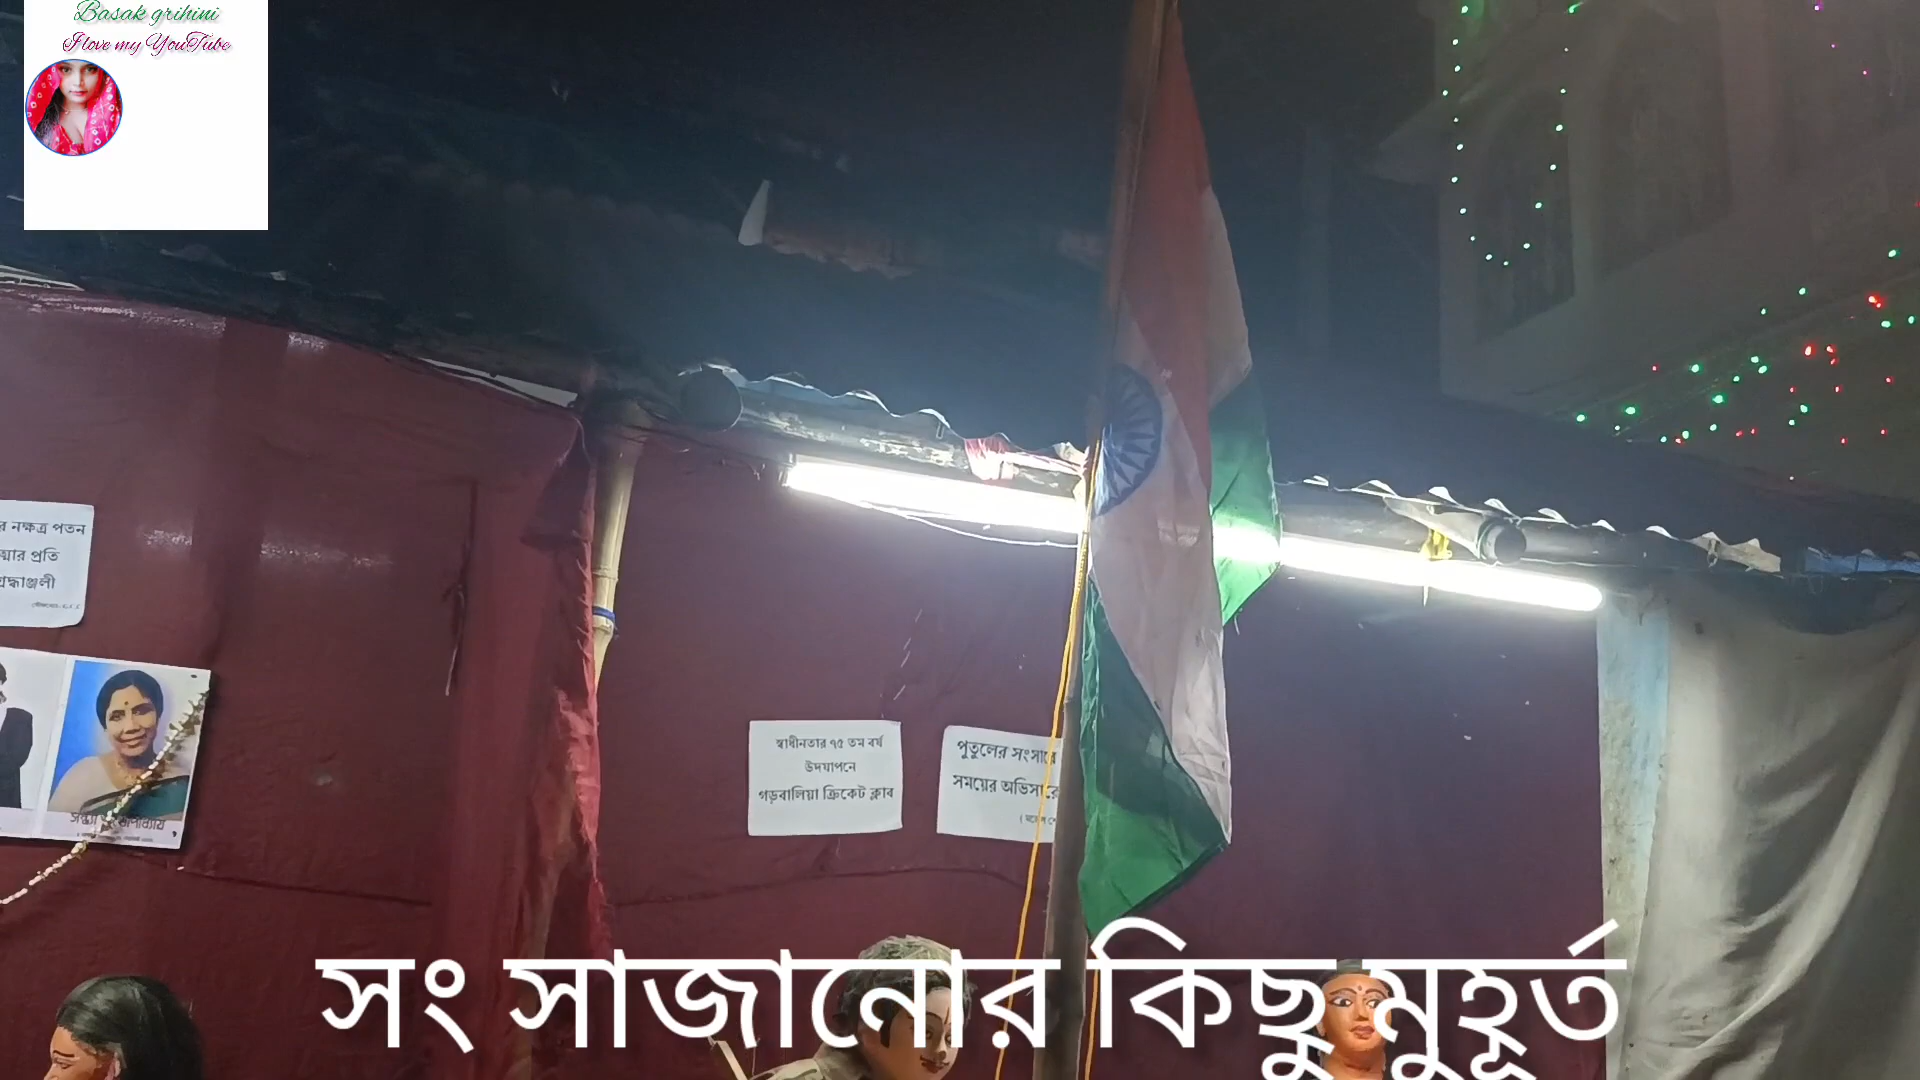 Basak grihini
I love my YouTube
র নক্ষত্র পতন
ত্মার প্রতি
শ্রদ্ধাঞ্জলী
স্বাধীনতার ৭৫ তম বর্ষ
উদযাপনে
গড়বালিয়া ক্রিকেট ক্লাব
পুতুলের সংসারে
সময়ের অভিসারে
সং সাজানোর কিছু মুহূর্ত